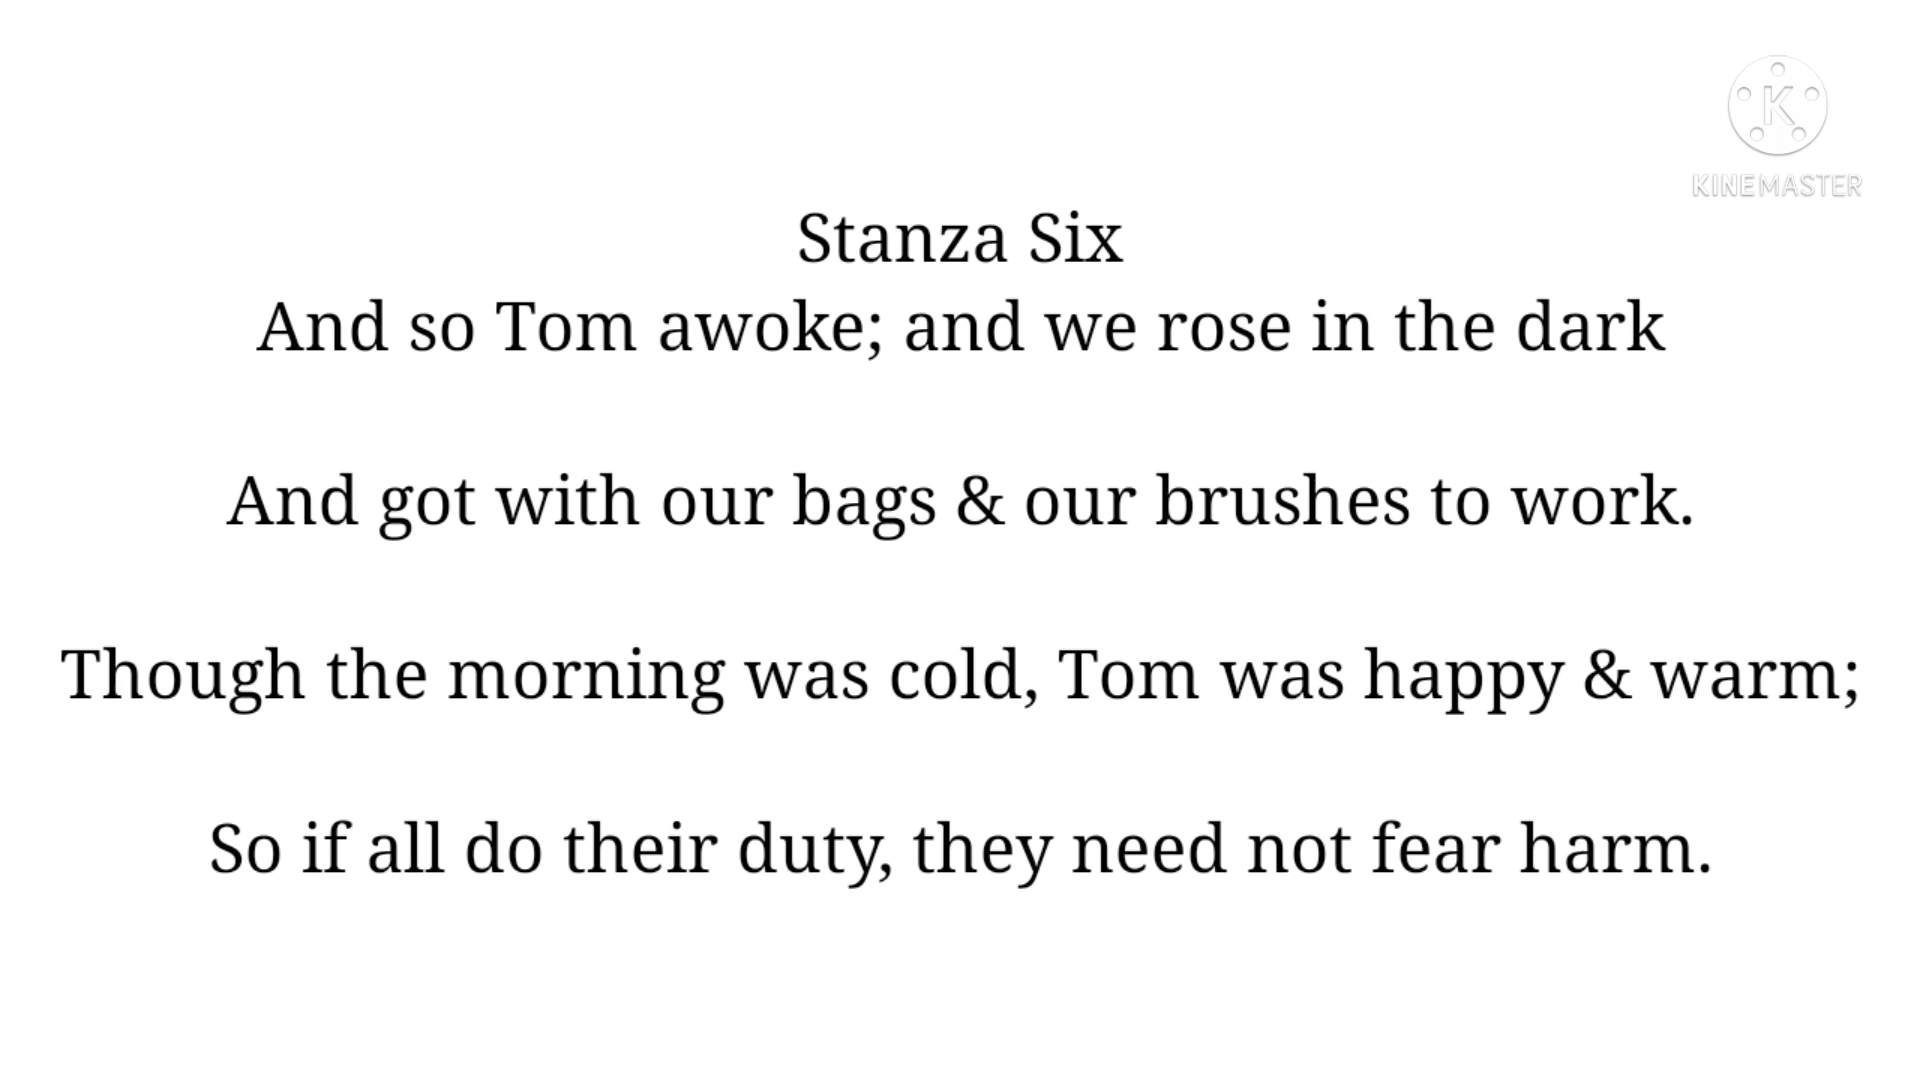 KINEMASTER
Stanza Six
And so Tom awoke; and we rose in the dark
And got with our bags & our brushes to work.
Though the morning was cold, Tom was happy & warm;
So if all do their duty, they need not fear harm.